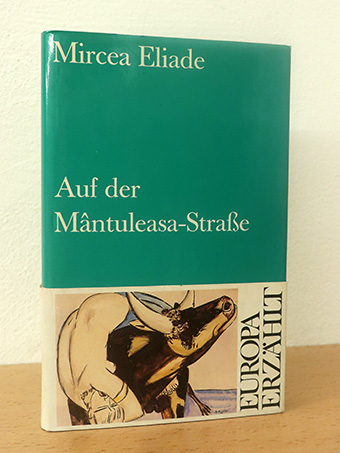 Mircea Eliade
Auf der
Mântuleasa-Straße
EUROPA
ERZÄHLT